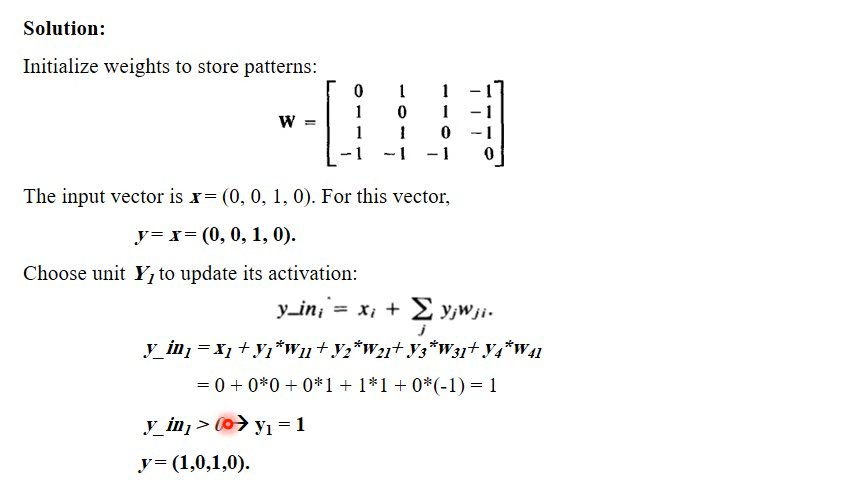 Solution:
Initialize weights to store patterns:
W = [ 0 1 1 −1
1 0 1 −1
1 1 0 −1
−1 −1 −1 0 ]
The input vector is x = (0, 0, 1, 0). For this vector,
y = x = (0, 0, 1, 0).
Choose unit Y₁ to update its activation:
y_inᵢ = xᵢ + ∑ⱼ yⱼwⱼᵢ.
y_in₁ = x₁ + y₁*w₁₁ + y₂*w₂₁ + y₃*w₃₁ + y₄*w₄₁
= 0 + 0*0 + 0*1 + 1*1 + 0*(-1) = 1
y_in₁ > 0 → y₁ = 1
y = (1,0,1,0).